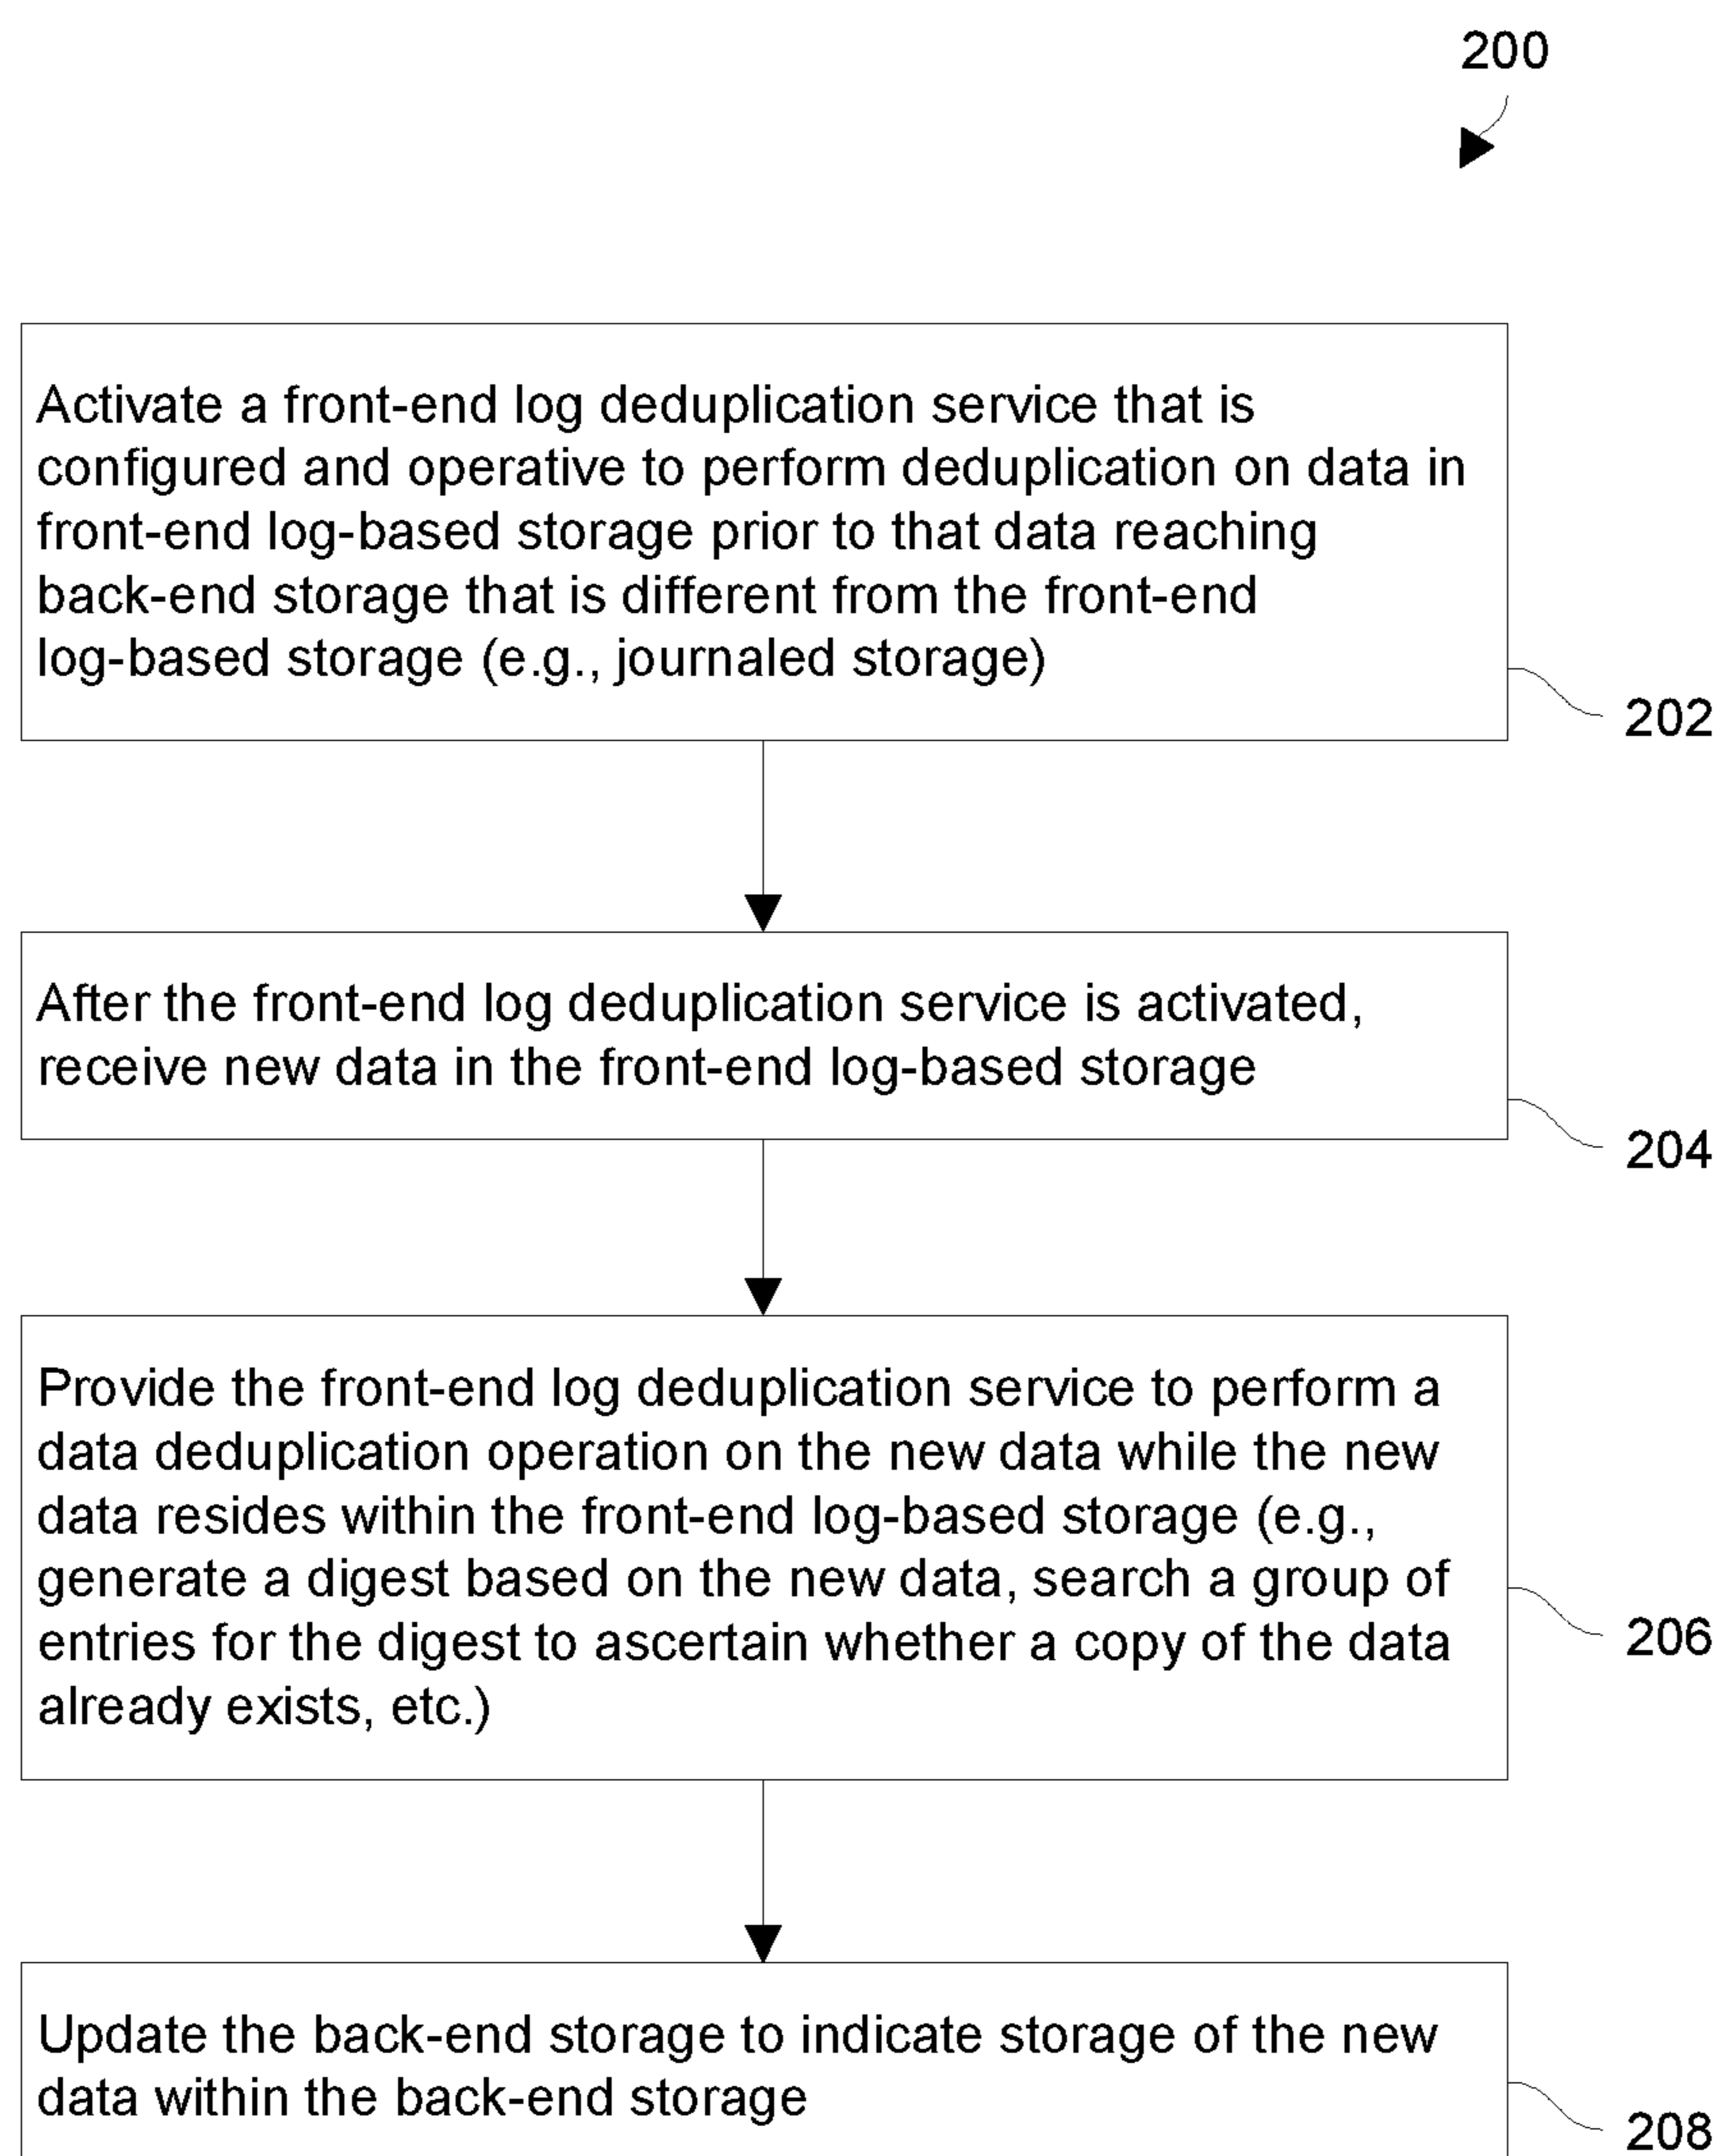 200
Activate a front-end log deduplication service that is
configured and operative to perform deduplication on data in
front-end log-based storage prior to that data reaching
back-end storage that is different from the front-end
log-based storage (e.g., journaled storage)
202
After the front-end log deduplication service is activated,
receive new data in the front-end log-based storage
204
Provide the front-end log deduplication service to perform a
data deduplication operation on the new data while the new
data resides within the front-end log-based storage (e.g.,
generate a digest based on the new data, search a group of
entries for the digest to ascertain whether a copy of the data
already exists, etc.)
206
Update the back-end storage to indicate storage of the new
data within the back-end storage
208